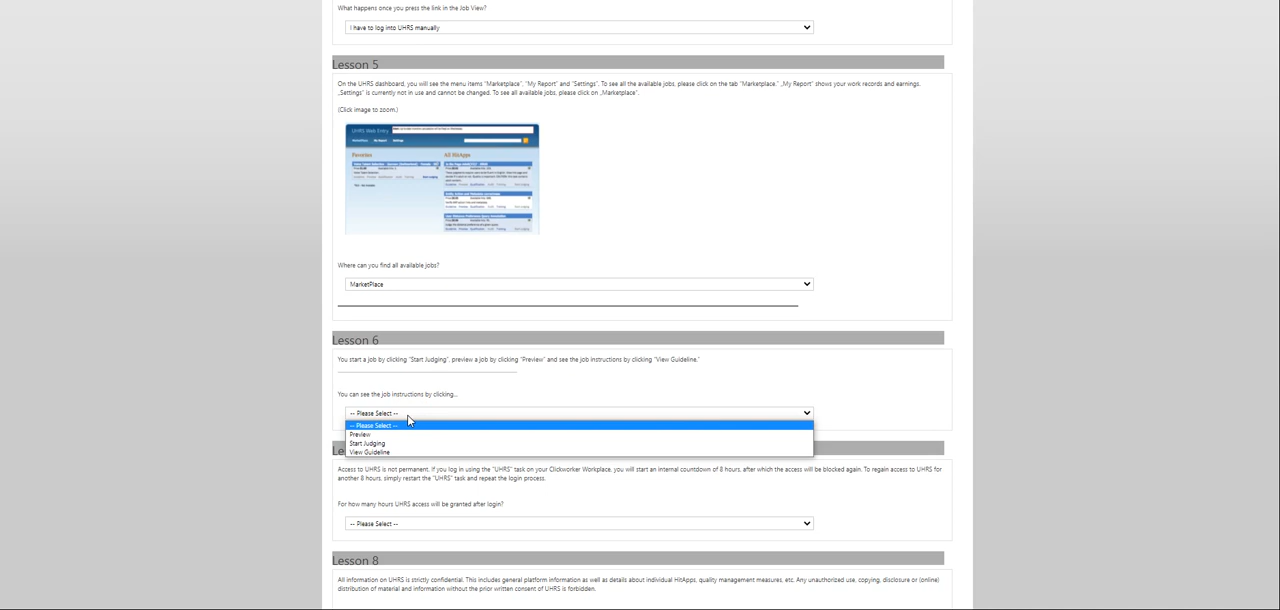 What happens once you press the link in the Job View?
I have to log into UHRS manually
Lesson 5
On the UHRS dashboard, you will see the menu items "Marketplace", "My Report" and "Settings". To see all the available jobs, please click on the tab "Marketplace." „My Report" shows your work records and earnings.
„Settings" is currently not in use and cannot be changed. To see all available jobs, please click on „Marketplace".
(Click image to zoom.)
UHRS Web Entry
Favorites
All HitApps
Where can you find all available jobs?
MarketPlace
Lesson 6
You start a job by clicking "Start Judging", preview a job by clicking "Preview" and see the job instructions by clicking "View Guideline."
You can see the job instructions by clicking...
-- Please Select --
-- Please Select --
Preview
Start Judging
View Guideline
Le
Access to UHRS is not permanent. If you log in using the "UHRS" task on your Clickworker Workplace, you will start an internal countdown of 8 hours, after which the access will be blocked again. To regain access to UHRS for
another 8 hours, simply restart the "UHRS" task and repeat the login process.
For how many hours UHRS access will be granted after login?
-- Please Select --
Lesson 8
All information on UHRS is strictly confidential. This includes general platform information as well as details about individual HitApps, quality management measures, etc. Any unauthorized use, copying, disclosure or (online)
distribution of material and information without the prior written consent of UHRS is forbidden.